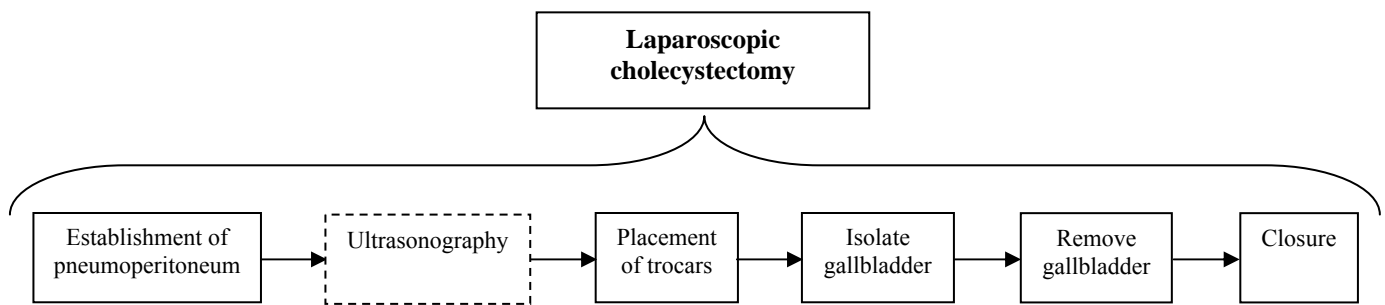 Laparoscopic
cholecystectomy
Establishment of
pneumoperitoneum
Ultrasonography
Placement
of trocars
Isolate
gallbladder
Remove
gallbladder
Closure